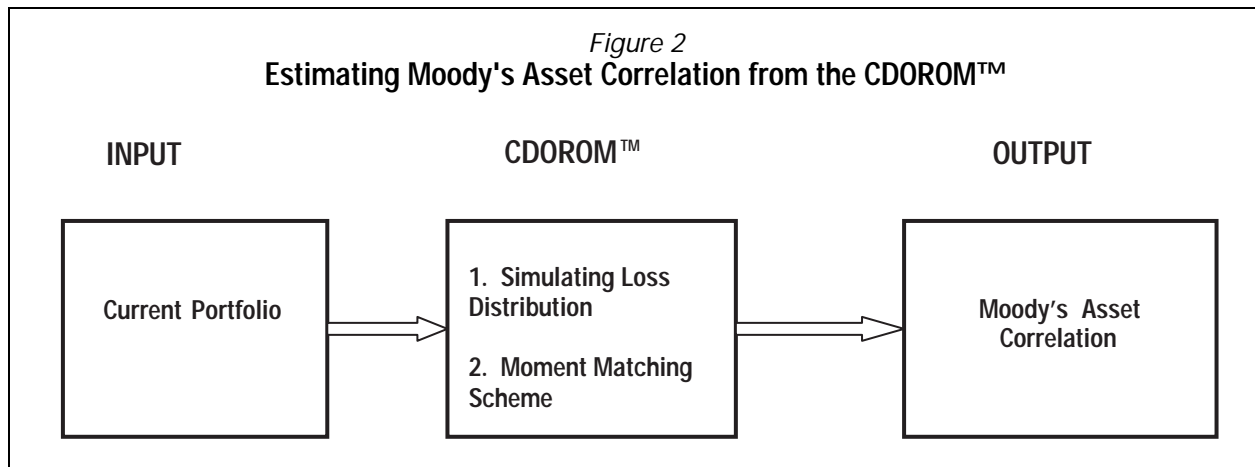 Figure 2
Estimating Moody's Asset Correlation from the CDOROM™
INPUT
CDOROM™
OUTPUT
Current Portfolio
1. Simulating Loss
Distribution
2. Moment Matching
Scheme
Moody's Asset
Correlation